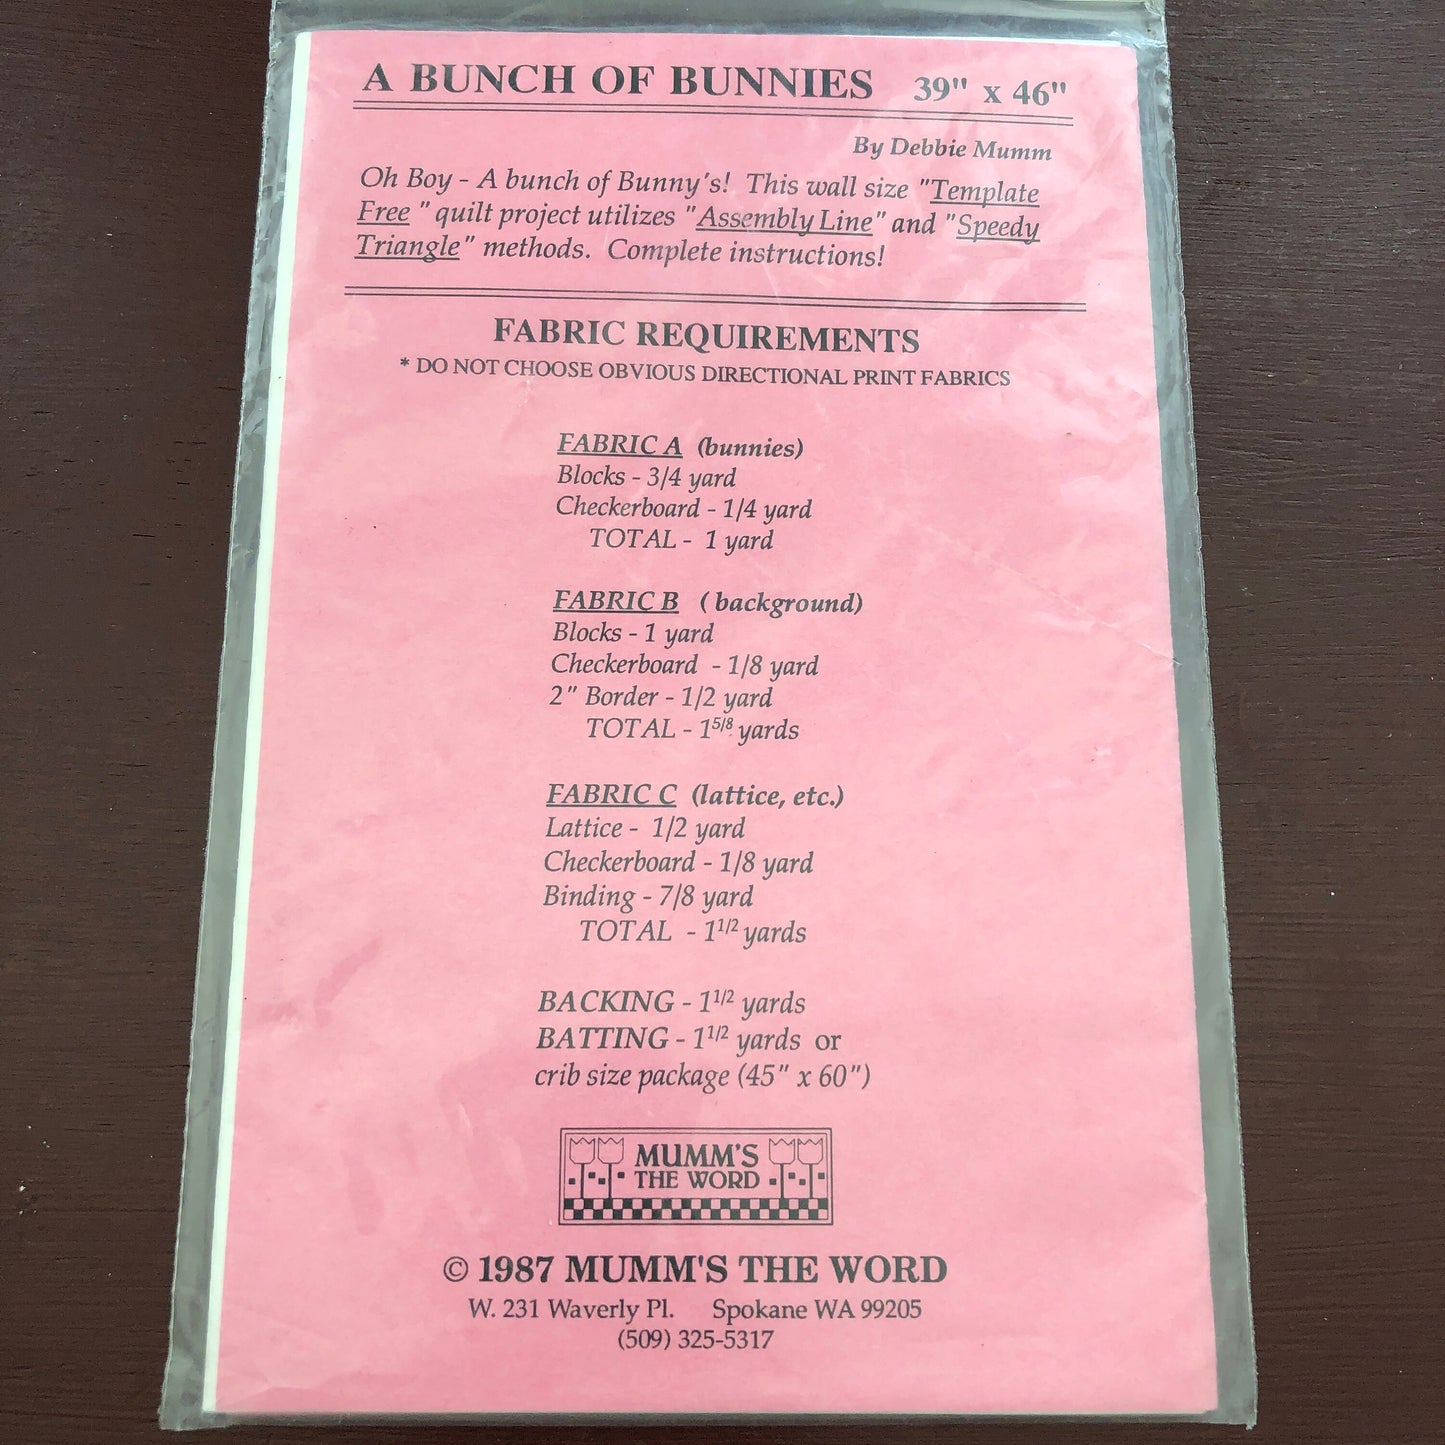 A BUNCH OF BUNNIES 39" x 46"
By Debbie Mumm
Oh Boy - A bunch of Bunny's! This wall size "Template
Free " quilt project utilizes "Assembly Line" and "Speedy
Triangle" methods. Complete instructions!
FABRIC REQUIREMENTS
* DO NOT CHOOSE OBVIOUS DIRECTIONAL PRINT FABRICS
FABRIC A (bunnies)
Blocks - 3/4 yard
Checkerboard - 1/4 yard
TOTAL - 1 yard
FABRIC B ( background)
Blocks - 1 yard
Checkerboard - 1/8 yard
2" Border - 1/2 yard
TOTAL - 1 5/8 yards
FABRIC C (lattice, etc.)
Lattice - 1/2 yard
Checkerboard - 1/8 yard
Binding - 7/8 yard
TOTAL - 1 1/2 yards
BACKING - 1 1/2 yards
BATTING - 1 1/2 yards or
crib size package (45" x 60")
MUMM'S
THE WORD
© 1987 MUMM'S THE WORD
W. 231 Waverly Pl. Spokane WA 99205
(509) 325-5317